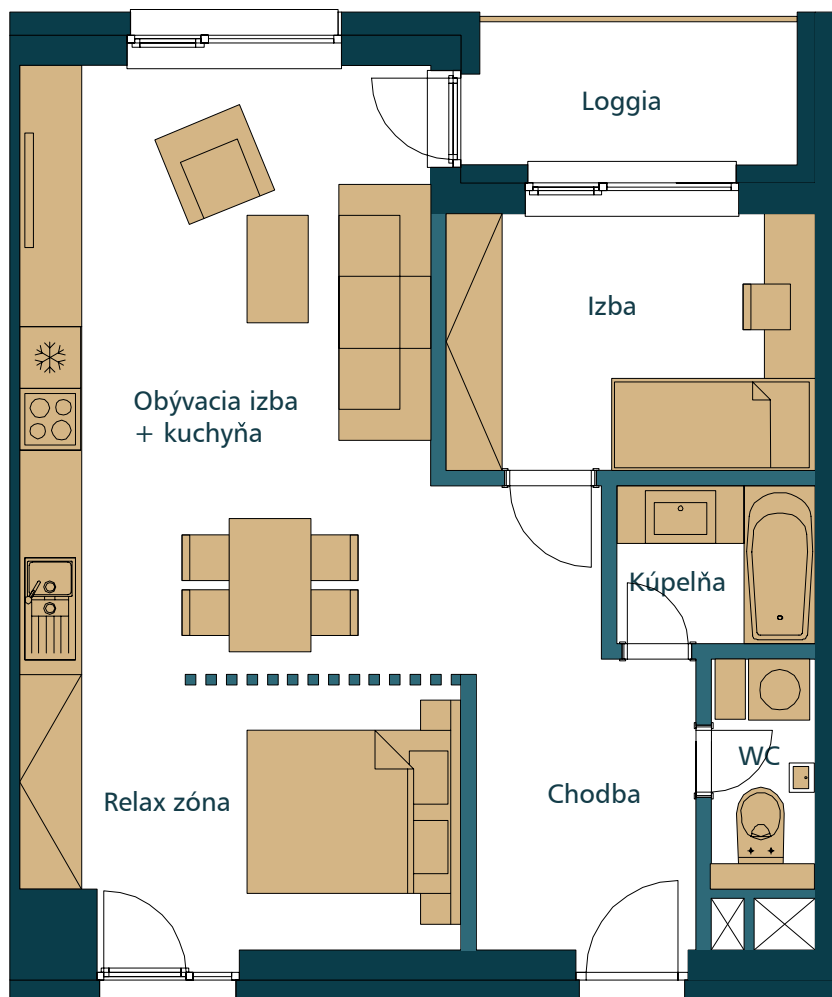 Loggia
Izba
Obývacia izba
+ kuchyňa
Kúpelňa
WC
Chodba
Relax zóna